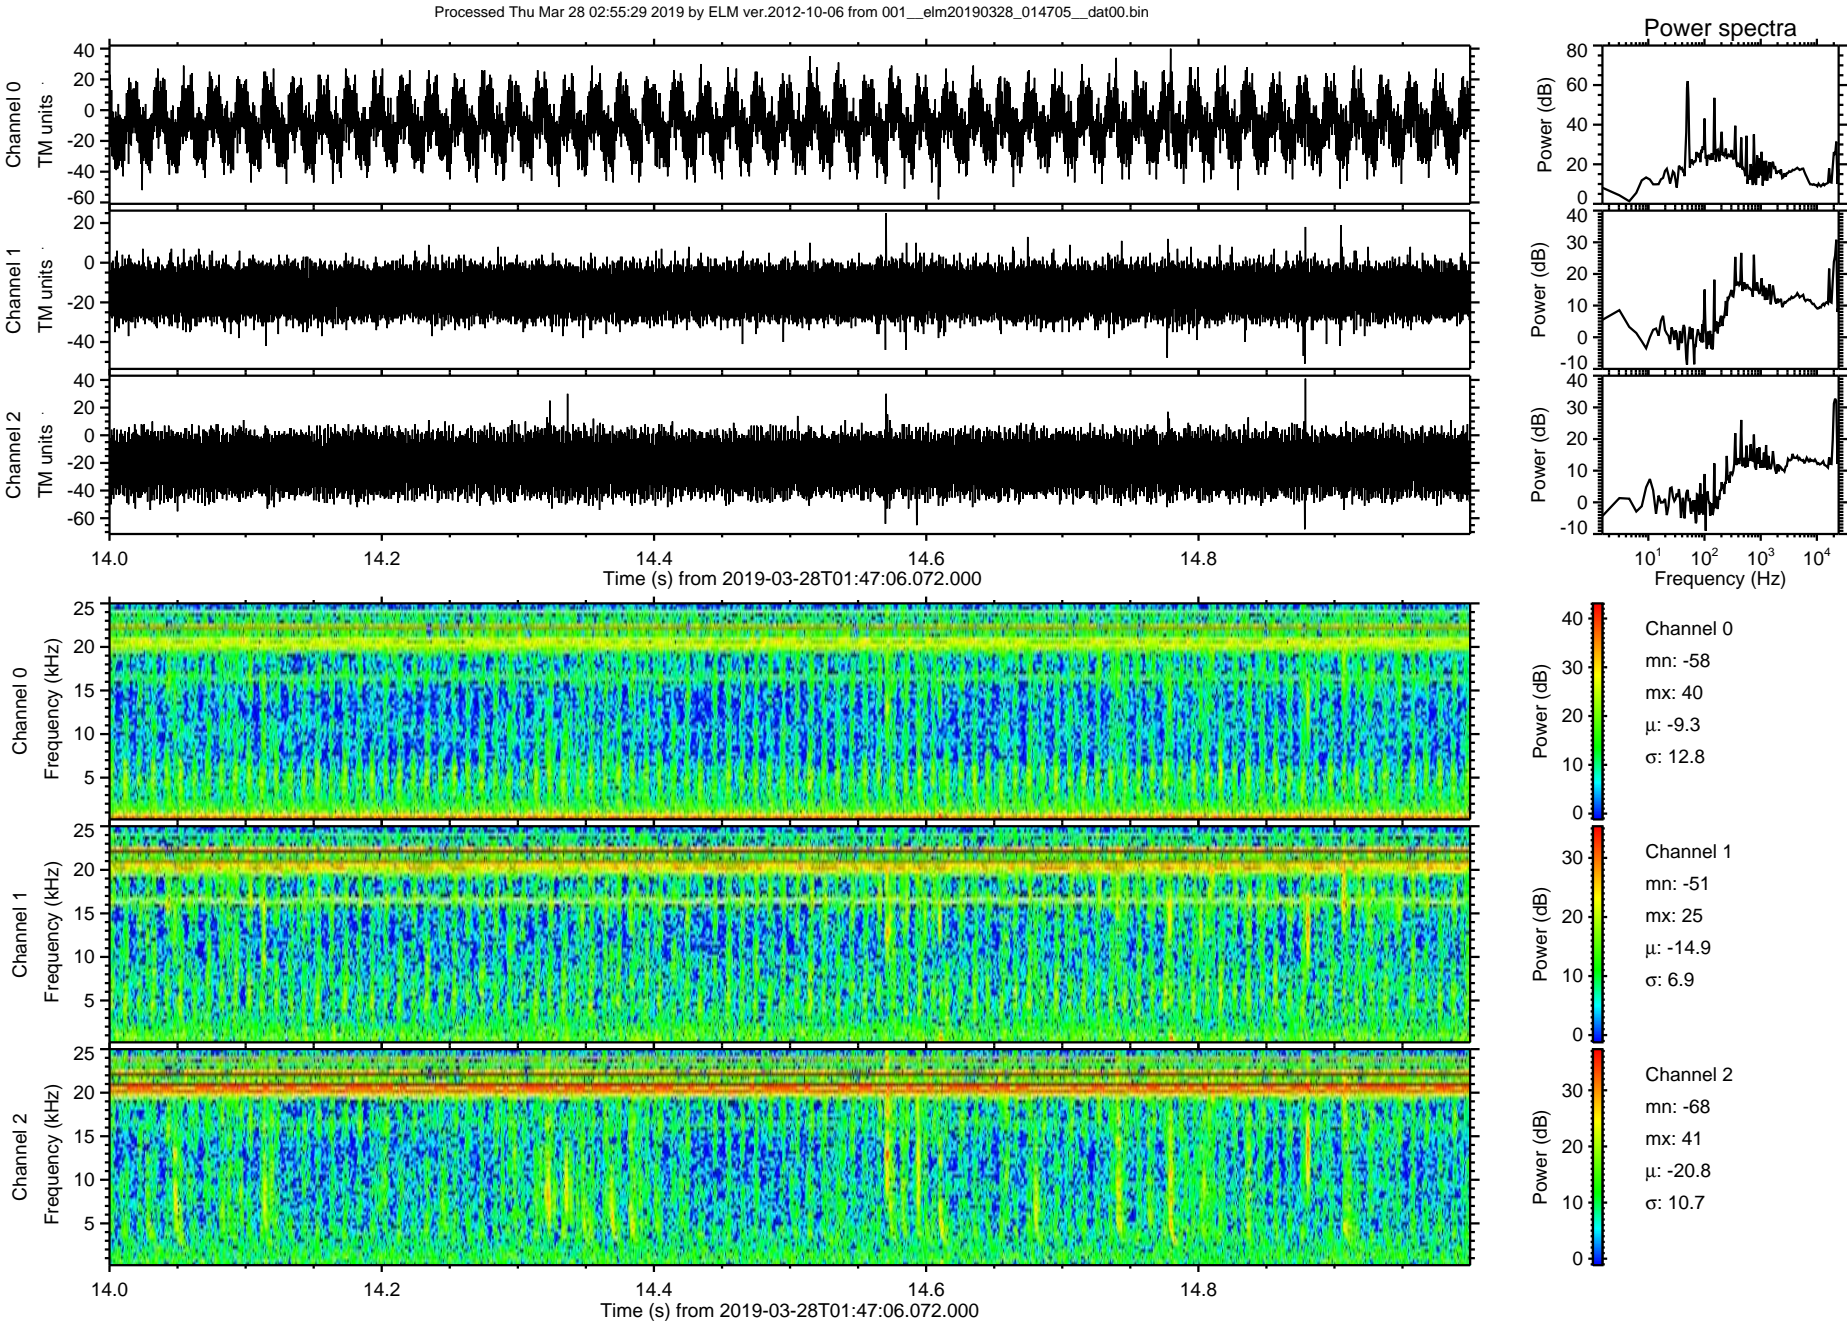 Processed Thu Mar 28 02:55:29 2019 by ELM ver.2012-10-06 from 001__elm20190328_014705__dat00.bin
Power spectra
Channel 0
TM units
40
20
0
-20
-40
-60
Power (dB)
80
60
40
20
0
Channel 1
TM units
20
0
-20
-40
Power (dB)
40
30
20
10
0
-10
Channel 2
TM units
40
20
0
-20
-40
-60
Power (dB)
40
30
20
10
0
-10
14.0 14.2 14.4 14.6 14.8
Time (s) from 2019-03-28T01:47:06.072.000
10^1 10^2 10^3 10^4
Frequency (Hz)
Channel 0
Frequency (kHz)
25
20
15
10
5
Power (dB)
40
30
20
10
0
Channel 0
mn: -58
mx: 40
μ: -9.3
σ: 12.8
Channel 1
Frequency (kHz)
25
20
15
10
5
Power (dB)
30
20
10
0
Channel 1
mn: -51
mx: 25
μ: -14.9
σ: 6.9
Channel 2
Frequency (kHz)
25
20
15
10
5
Power (dB)
30
20
10
0
Channel 2
mn: -68
mx: 41
μ: -20.8
σ: 10.7
14.0 14.2 14.4 14.6 14.8
Time (s) from 2019-03-28T01:47:06.072.000